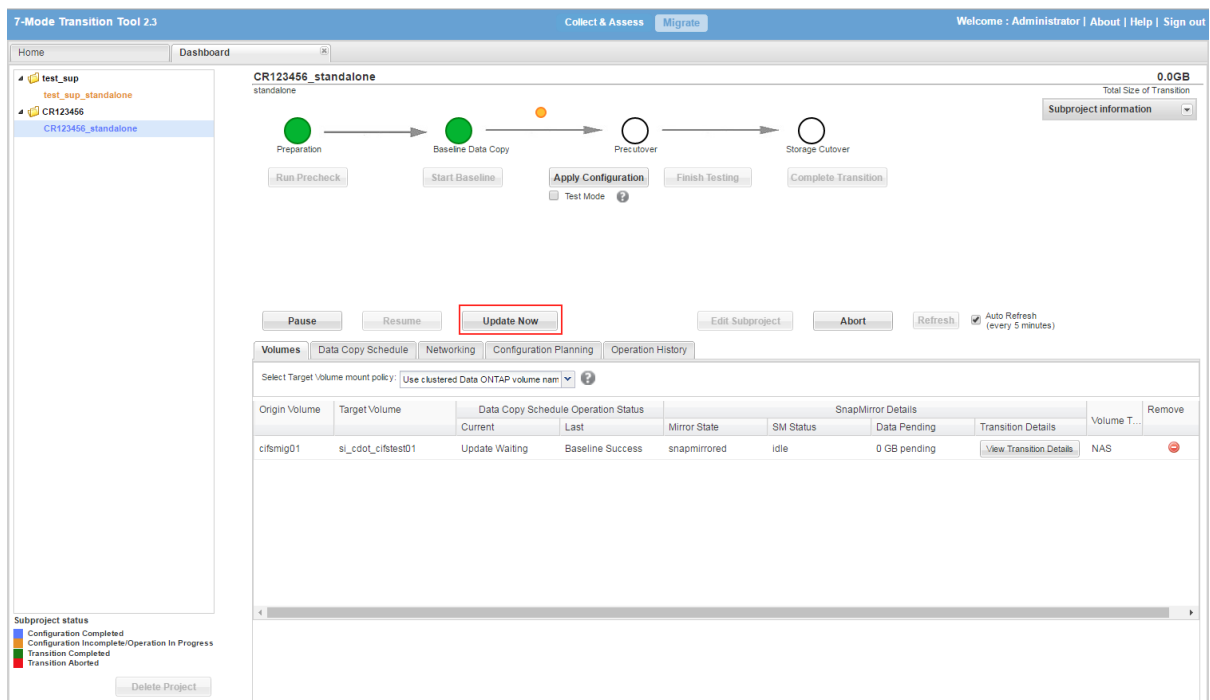 7-Mode Transition Tool 2.3
Collect & Assess
Migrate
Welcome : Administrator | About | Help | Sign out
Home
Dashboard
test_sup
test_sup_standalone
CR123456
CR123456_standalone
CR123456_standalone
0.0GB
standalone
Total Size of Transition
Subproject information
Preparation
Baseline Data Copy
Precutover
Storage Cutover
Run Precheck
Start Baseline
Apply Configuration
Finish Testing
Complete Transition
Test Mode
?
Pause
Resume
Update Now
Edit Subproject
Abort
Refresh
Auto Refresh
(every 5 minutes)
Volumes
Data Copy Schedule
Networking
Configuration Planning
Operation History
Select Target Volume mount policy:
Use clustered Data ONTAP volume nam
?
Origin Volume
Target Volume
Data Copy Schedule Operation Status
SnapMirror Details
Volume T...
Remove
Current
Last
Mirror State
SM Status
Data Pending
Transition Details
cifsmig01
si_cdot_cifstest01
Update Waiting
Baseline Success
snapmirrored
idle
0 GB pending
View Transition Details
NAS
Subproject status
Configuration Completed
Configuration Incomplete/Operation In Progress
Transition Completed
Transition Aborted
Delete Project